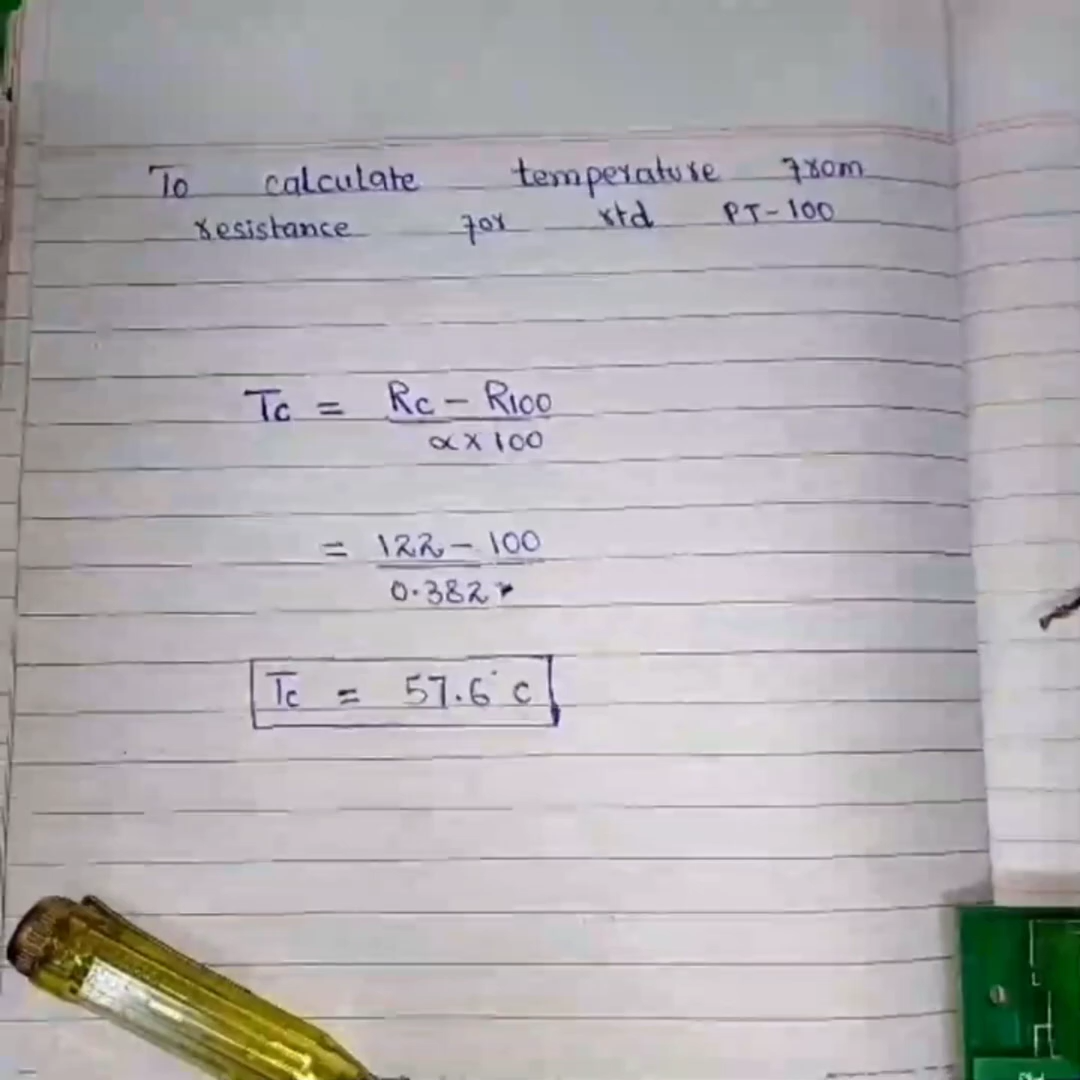 To calculate temperature from
resistance for rtd PT-100
Tc = Rc - R100
α x 100
= 122 - 100
0.382
Tc = 57.6°c